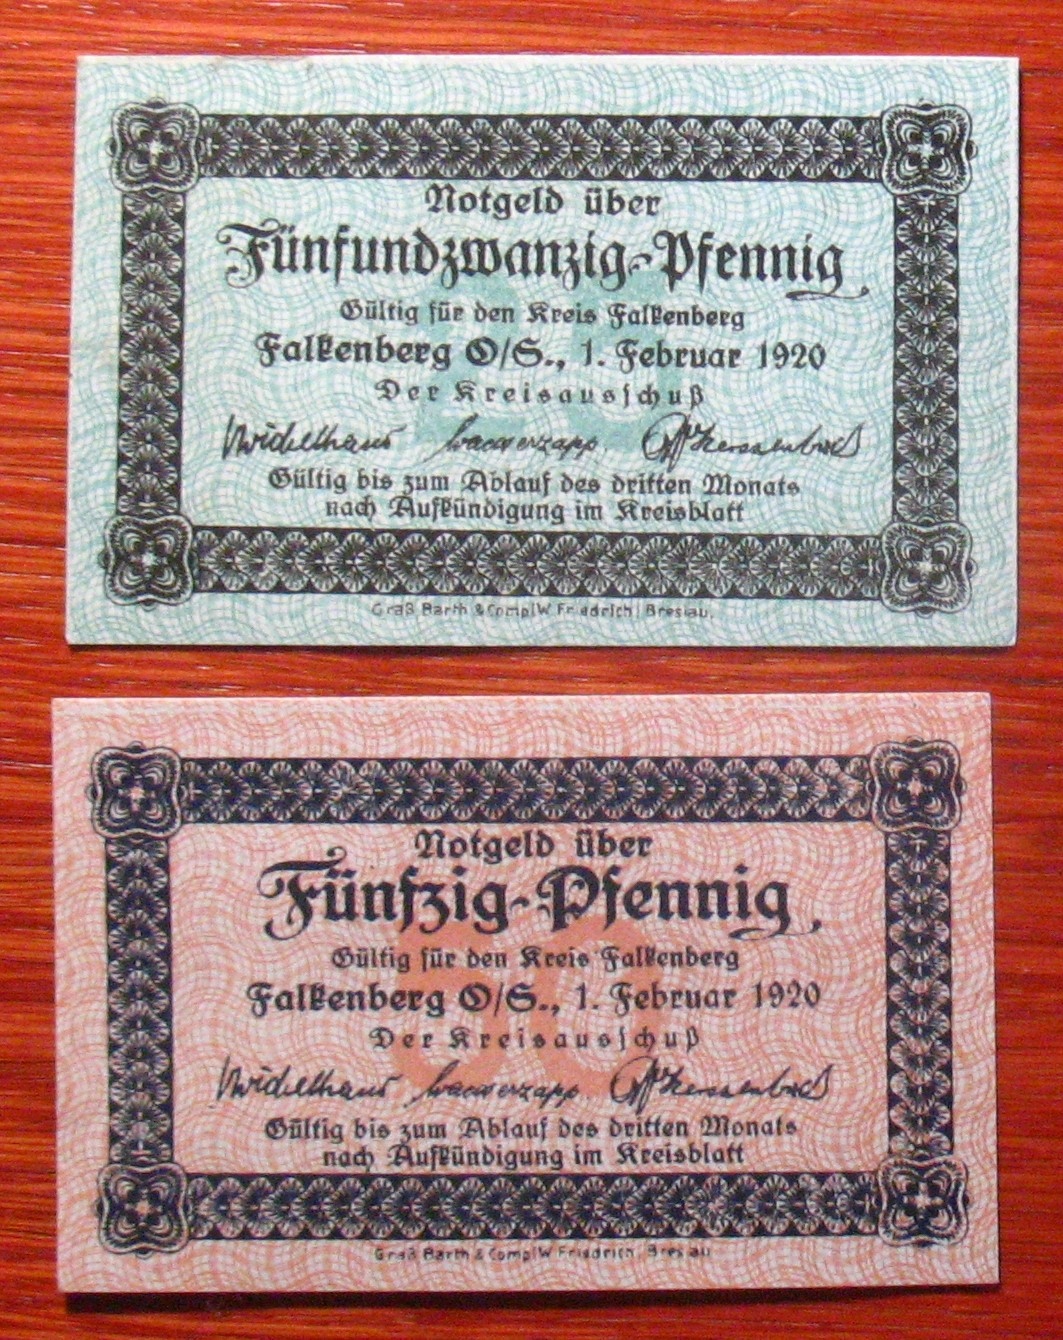 Notgeld über
Fünfundzwanzig-Pfennig
Gültig für den Kreis Falkenberg
Falkenberg O/S., 1. Februar 1920
Der Kreisausschuß
Gültig bis zum Ablauf des dritten Monats
nach Aufkündigung im Kreisblatt
Graß Barth & Comp W Friedrich Breslau.
Notgeld über
Fünfzig-Pfennig
50
Gültig für den Kreis Falkenberg
Falkenberg O/S., 1. Februar 1920
Der Kreisausschuß
Gültig bis zum Ablauf des dritten Monats
nach Aufkündigung im Kreisblatt
Graß Barth & Comp W Friedrich Breslau